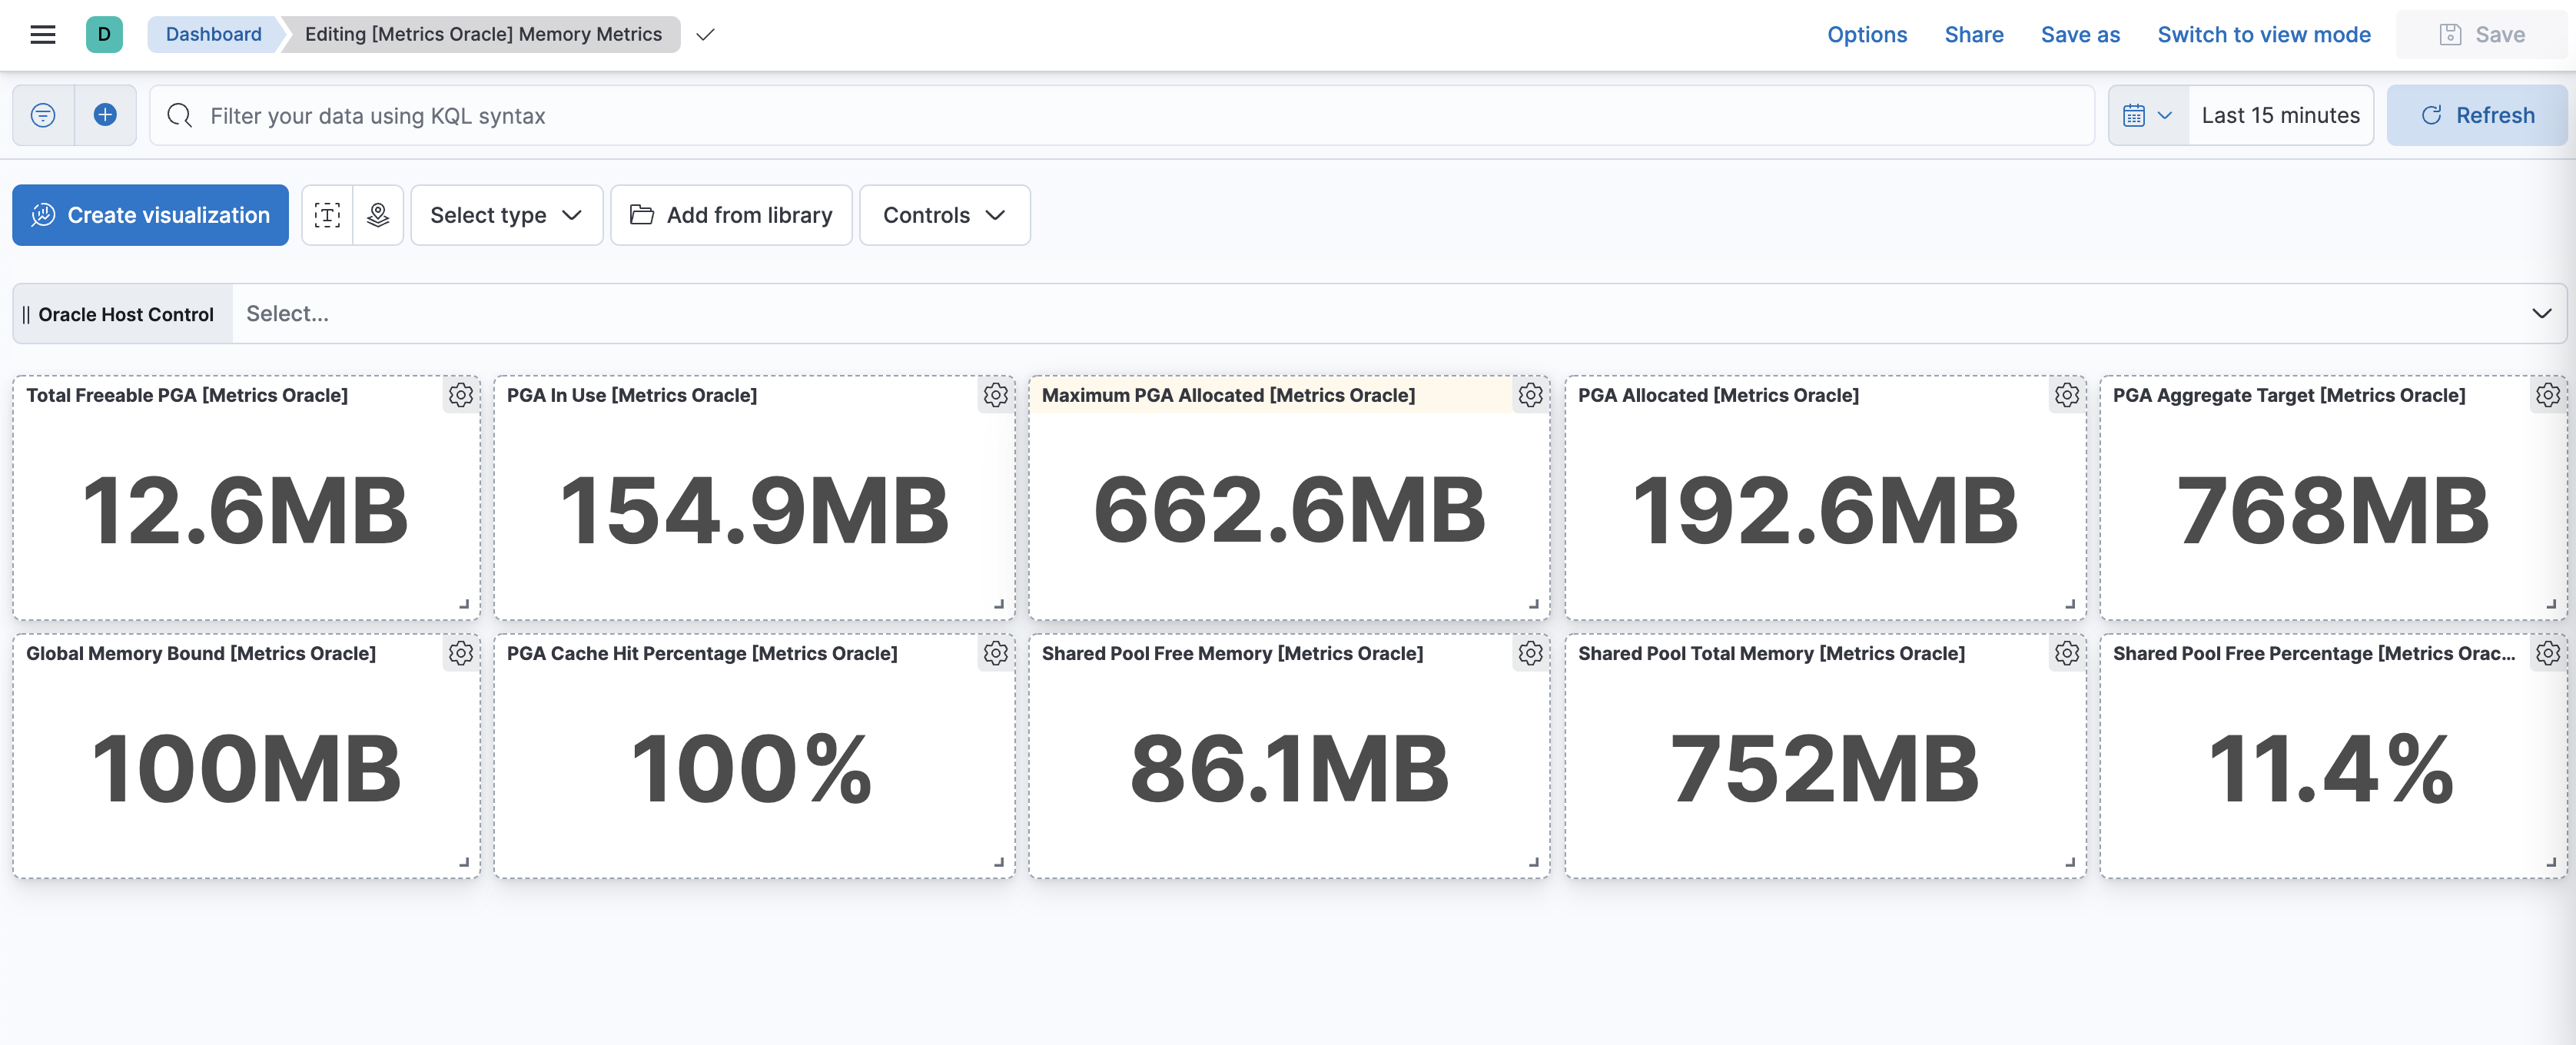 D Dashboard Editing [Metrics Oracle] Memory Metrics Options Share Save as Switch to view mode Save
Filter your data using KQL syntax Last 15 minutes Refresh
Create visualization T Select type Add from library Controls
Oracle Host Control Select...
Total Freeable PGA [Metrics Oracle]
12.6MB
PGA In Use [Metrics Oracle]
154.9MB
Maximum PGA Allocated [Metrics Oracle]
662.6MB
PGA Allocated [Metrics Oracle]
192.6MB
PGA Aggregate Target [Metrics Oracle]
768MB
Global Memory Bound [Metrics Oracle]
100MB
PGA Cache Hit Percentage [Metrics Oracle]
100%
Shared Pool Free Memory [Metrics Oracle]
86.1MB
Shared Pool Total Memory [Metrics Oracle]
752MB
Shared Pool Free Percentage [Metrics Orac...
11.4%